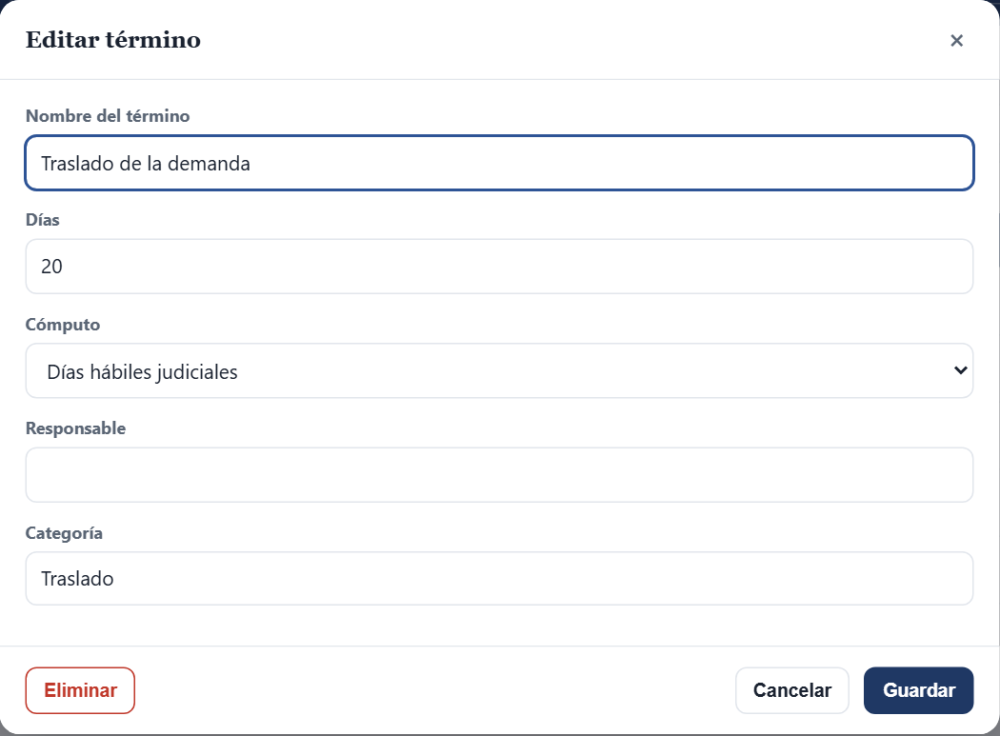 Editar término
×
Nombre del término
Traslado de la demanda
Días
20
Cómputo
Días hábiles judiciales
Responsable
Categoría
Traslado
Eliminar
Cancelar
Guardar